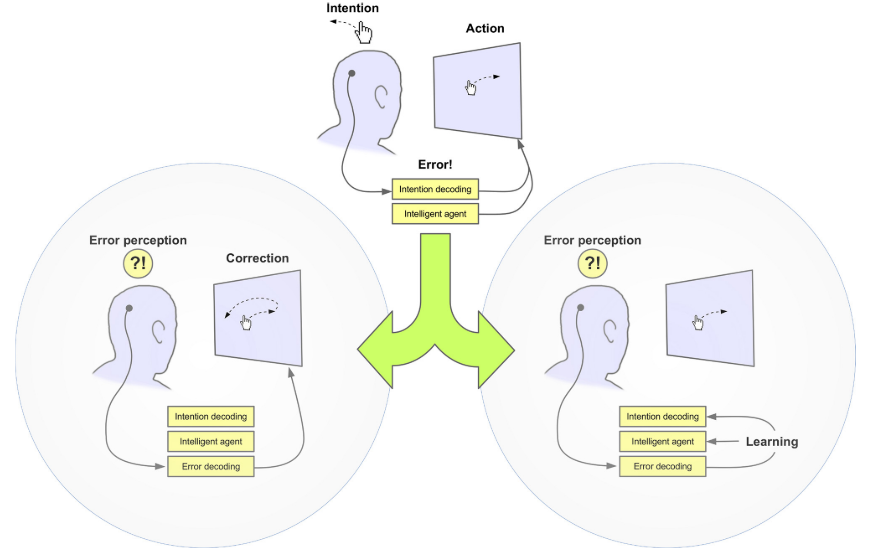 Intention
Action
Error!
Intention decoding
Intelligent agent
Error perception
?!
Correction
Intention decoding
Intelligent agent
Error decoding
Error perception
?!
Intention decoding
Intelligent agent
Learning
Error decoding